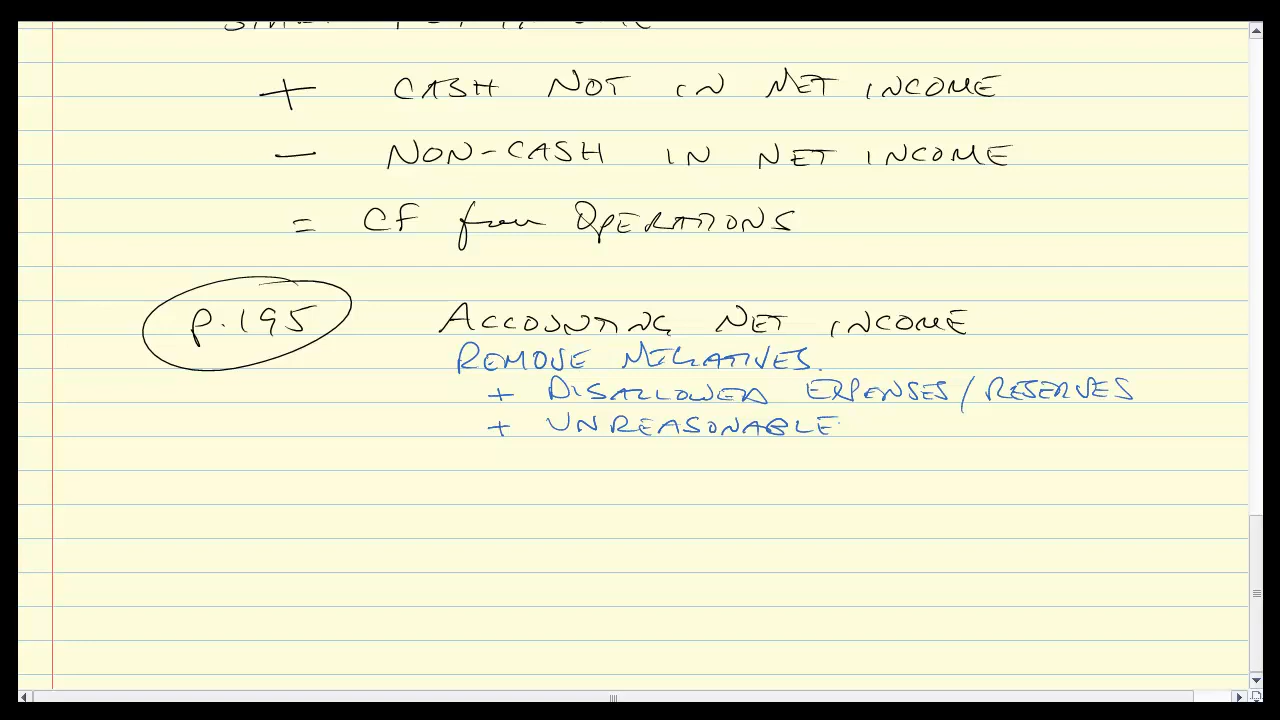 + CASH NOT IN NET INCOME
- NON-CASH IN NET INCOME
= CF from OPERATIONS
p.195 ACCOUNTING NET INCOME
REMOVE NEGATIVES.
+ DISALLOWED EXPENSES/RESERVES
+ UNREASONABLE